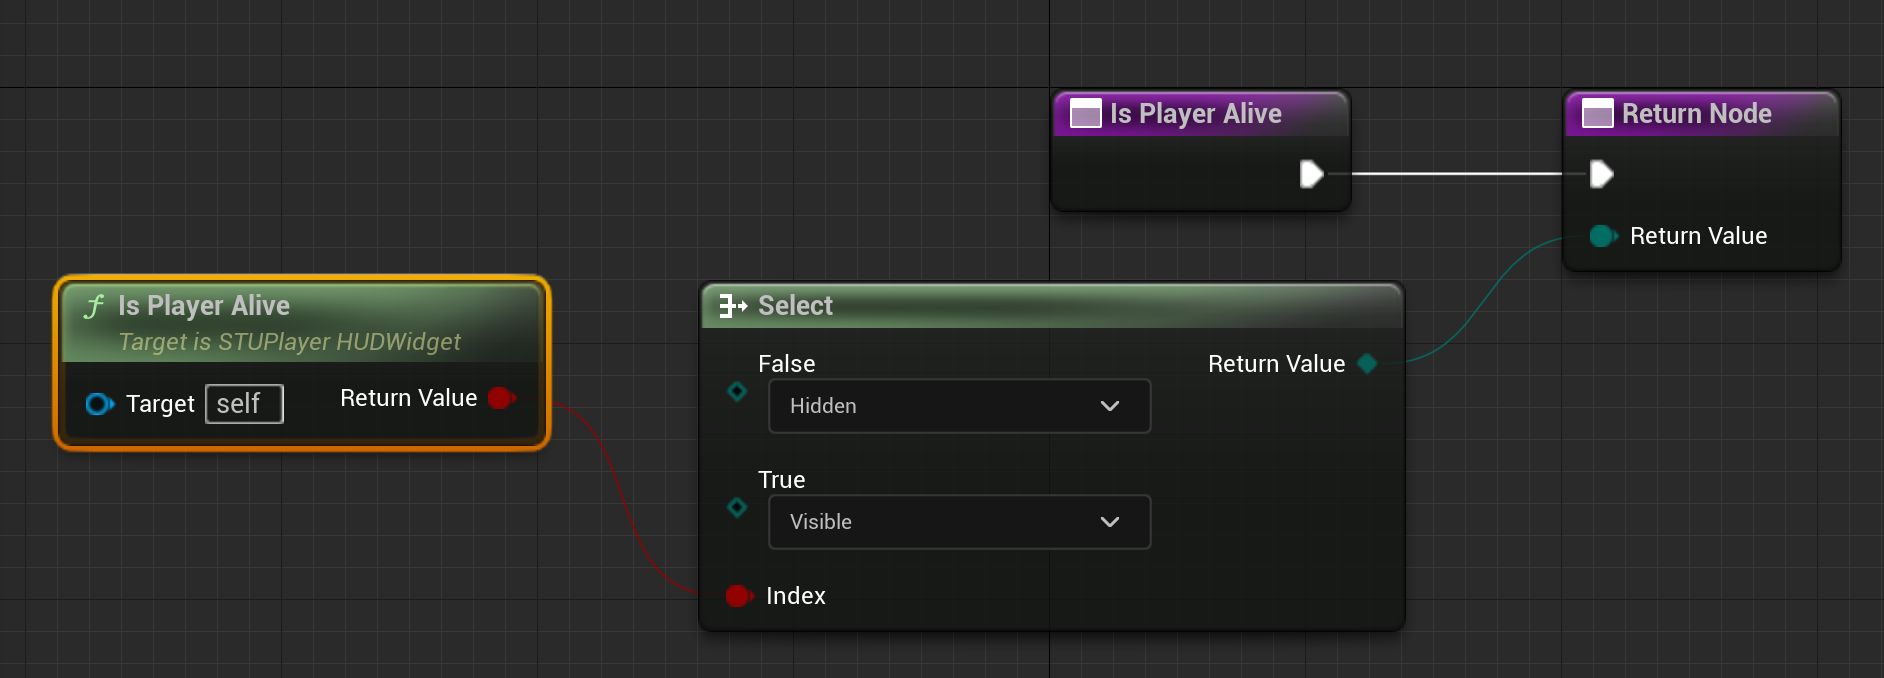 Is Player Alive
Return Node
Return Value
f Is Player Alive
Target is STUPlayer HUDWidget
Target self Return Value
Select
False
Return Value
Hidden
True
Visible
Index